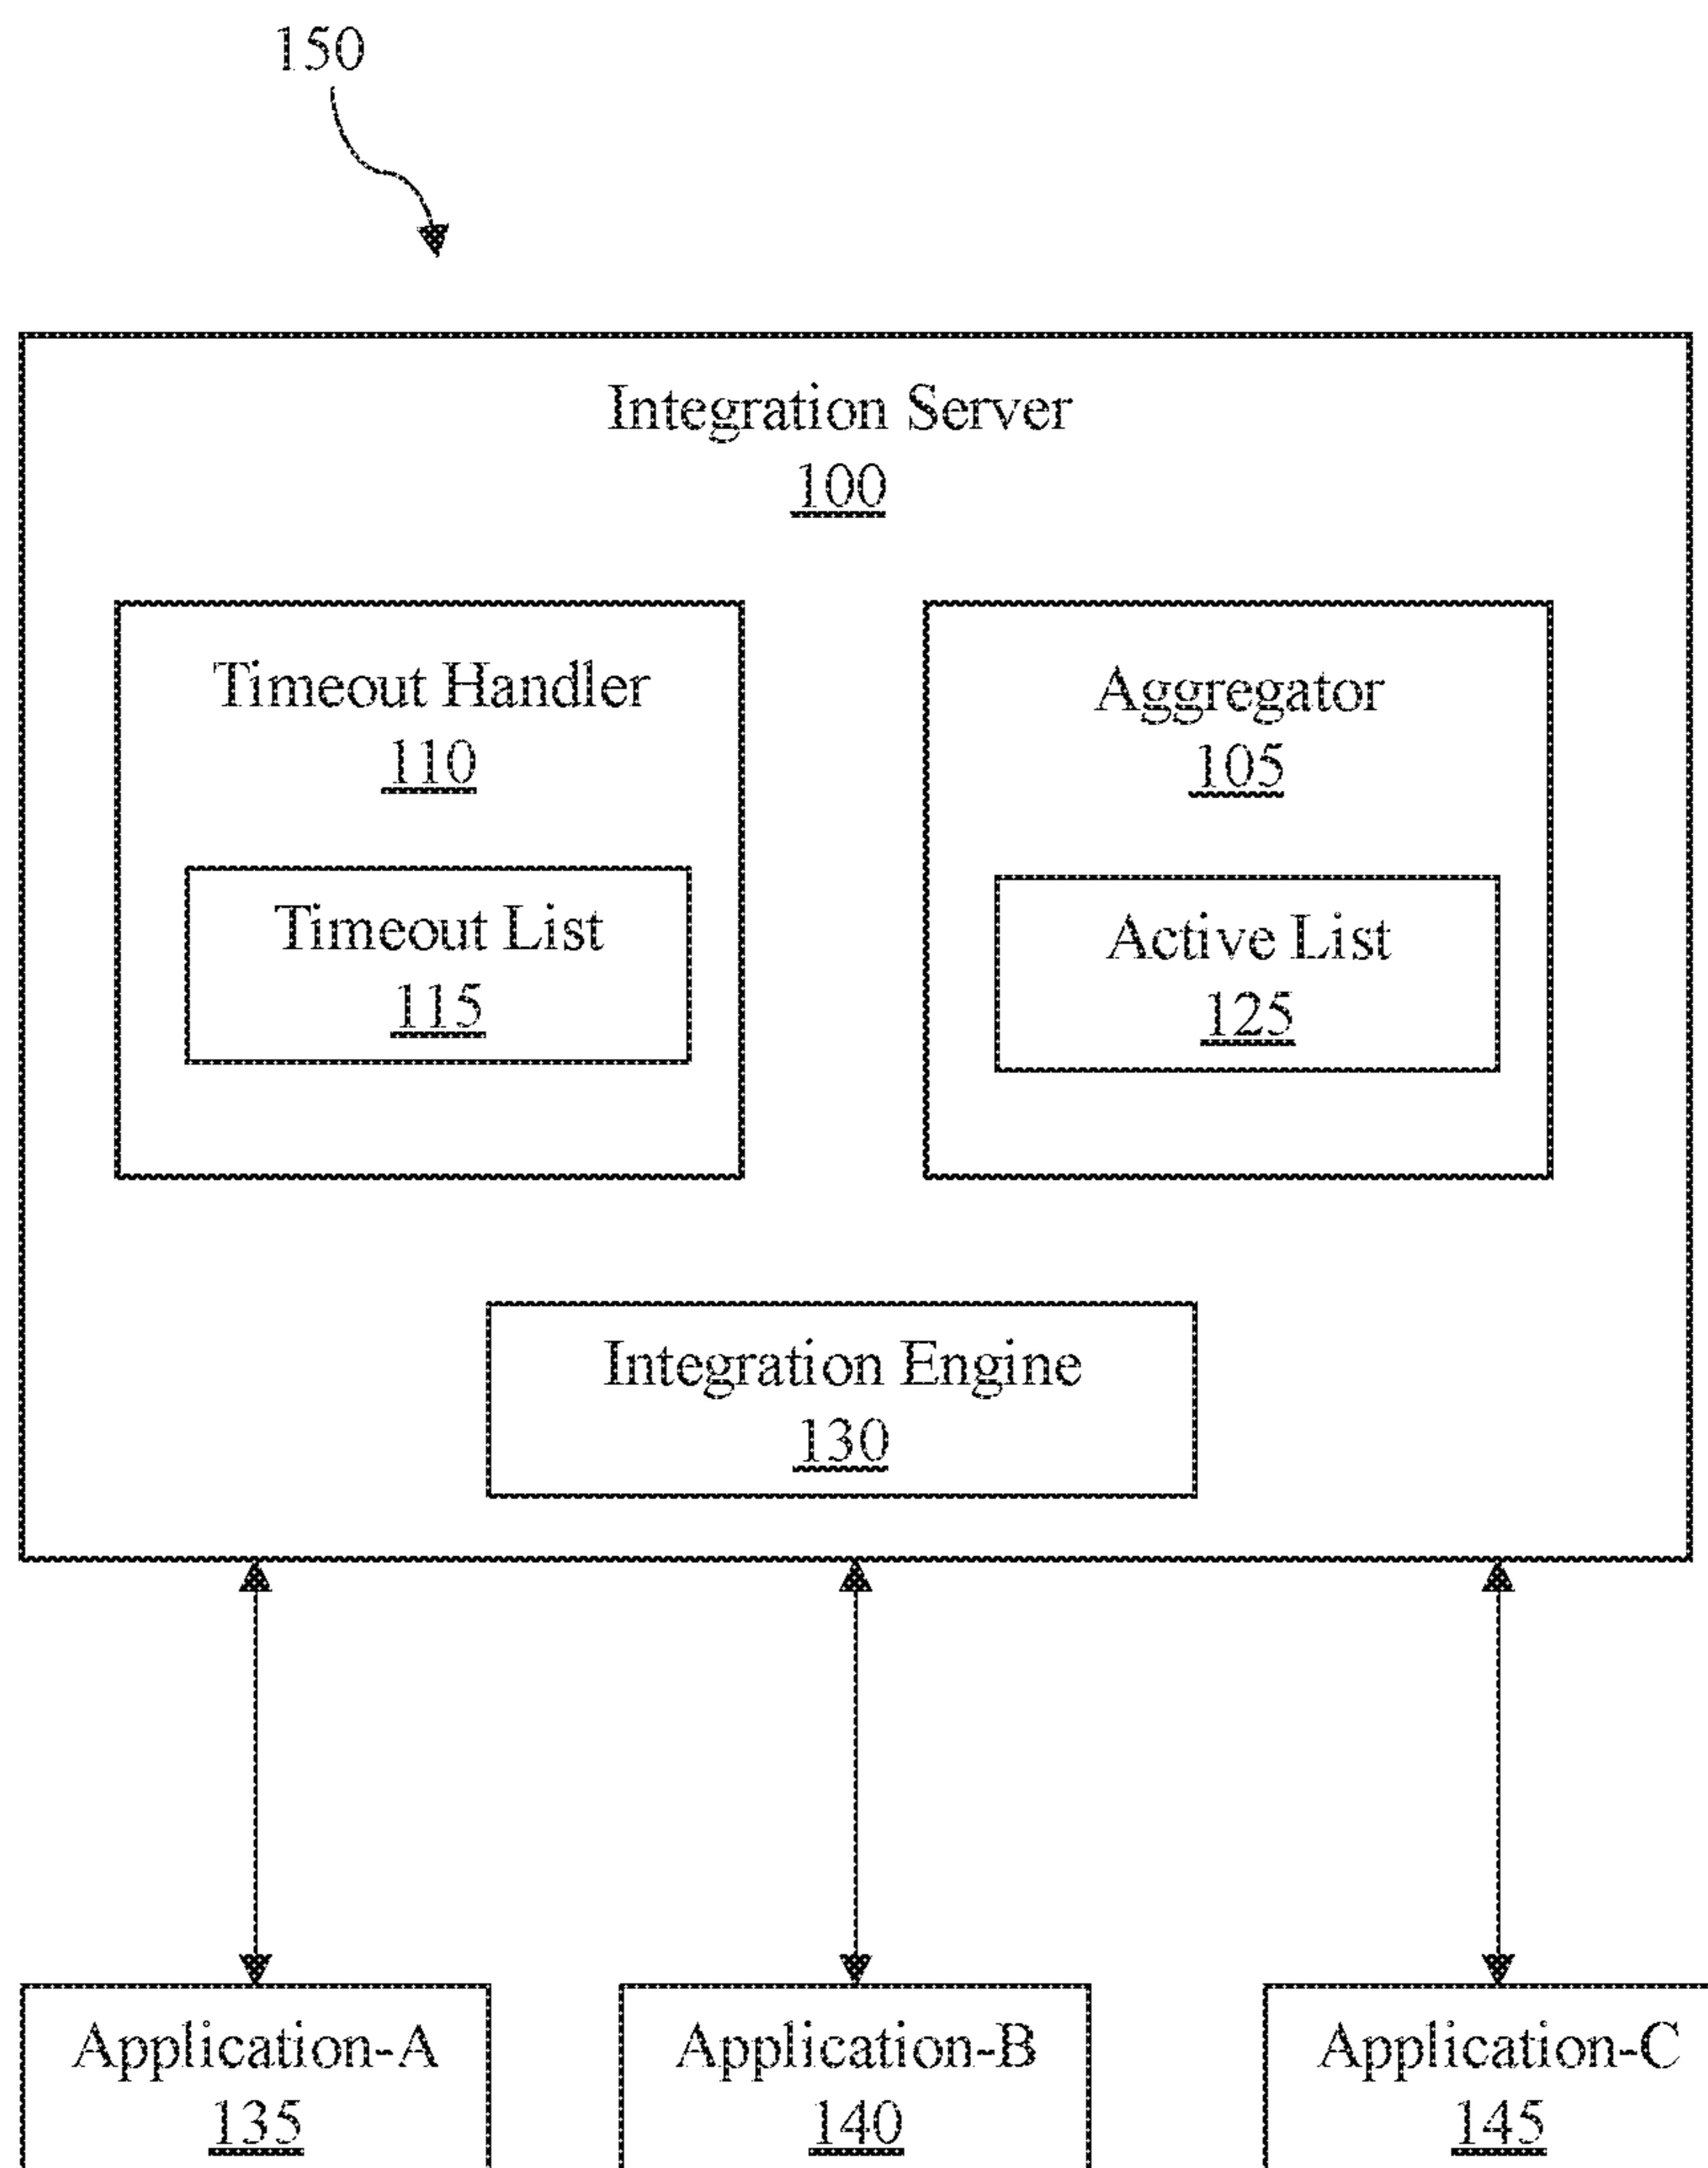 150
Integration Server
100
Timeout Handler
110
Timeout List
115
Aggregator
105
Active List
125
Integration Engine
130
Application-A
135
Application-B
140
Application-C
145